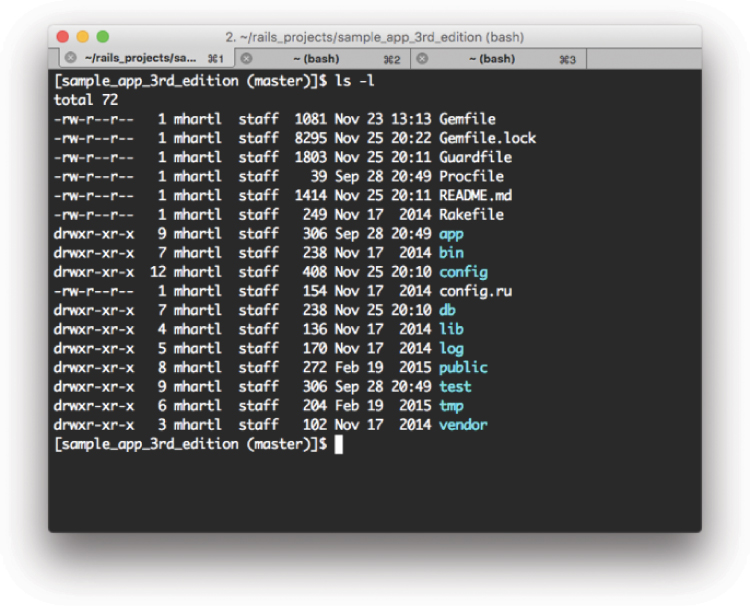 2. ~/rails_projects/sample_app_3rd_edition (bash)
~/rails_projects/sa... ⌘1 ~ (bash) ⌘2 ~ (bash) ⌘3
[sample_app_3rd_edition (master)]$ ls -l
total 72
-rw-r--r--   1 mhartl  staff  1081 Nov 23 13:13 Gemfile
-rw-r--r--   1 mhartl  staff  8295 Nov 25 20:22 Gemfile.lock
-rw-r--r--   1 mhartl  staff  1803 Nov 25 20:11 Guardfile
-rw-r--r--   1 mhartl  staff    39 Sep 28 20:49 Procfile
-rw-r--r--   1 mhartl  staff  1414 Nov 25 20:11 README.md
-rw-r--r--   1 mhartl  staff   249 Nov 17  2014 Rakefile
drwxr-xr-x   9 mhartl  staff   306 Sep 28 20:49 app
drwxr-xr-x   7 mhartl  staff   238 Nov 17  2014 bin
drwxr-xr-x  12 mhartl  staff   408 Nov 25 20:10 config
-rw-r--r--   1 mhartl  staff   154 Nov 17  2014 config.ru
drwxr-xr-x   7 mhartl  staff   238 Nov 25 20:10 db
drwxr-xr-x   4 mhartl  staff   136 Nov 17  2014 lib
drwxr-xr-x   5 mhartl  staff   170 Nov 17  2014 log
drwxr-xr-x   8 mhartl  staff   272 Feb 19  2015 public
drwxr-xr-x   9 mhartl  staff   306 Sep 28 20:49 test
drwxr-xr-x   6 mhartl  staff   204 Feb 19  2015 tmp
drwxr-xr-x   3 mhartl  staff   102 Nov 17  2014 vendor
[sample_app_3rd_edition (master)]$